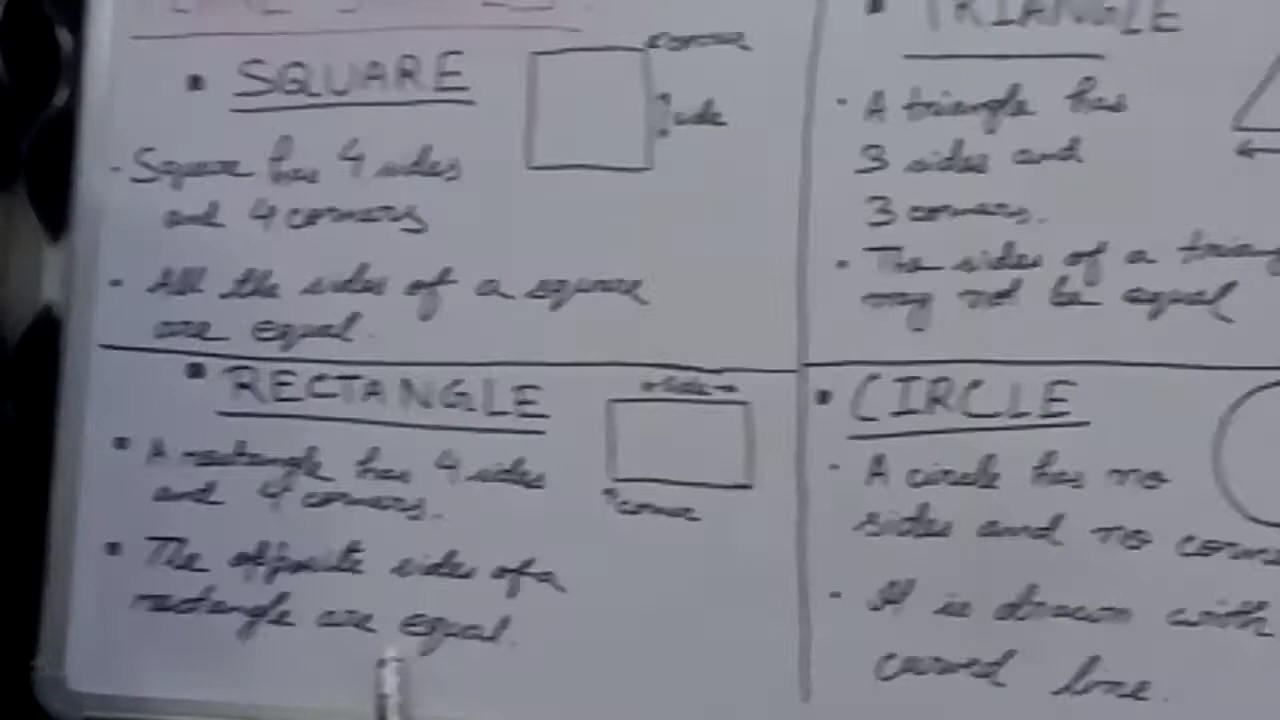 • SQUARE
corner
side
- Square has 4 sides
and 4 corners
- All the sides of a square
are equal.
• RECTANGLE
side
corner
• A rectangle has 4 sides
and 4 corners.
• The opposite sides of a
rectangle are equal.
• TRIANGLE
• A triangle has
3 sides and
3 corners.
• The sides of a
may not be equal
• CIRCLE
- A circle has no
sides and no
- It is drawn with
curved line.